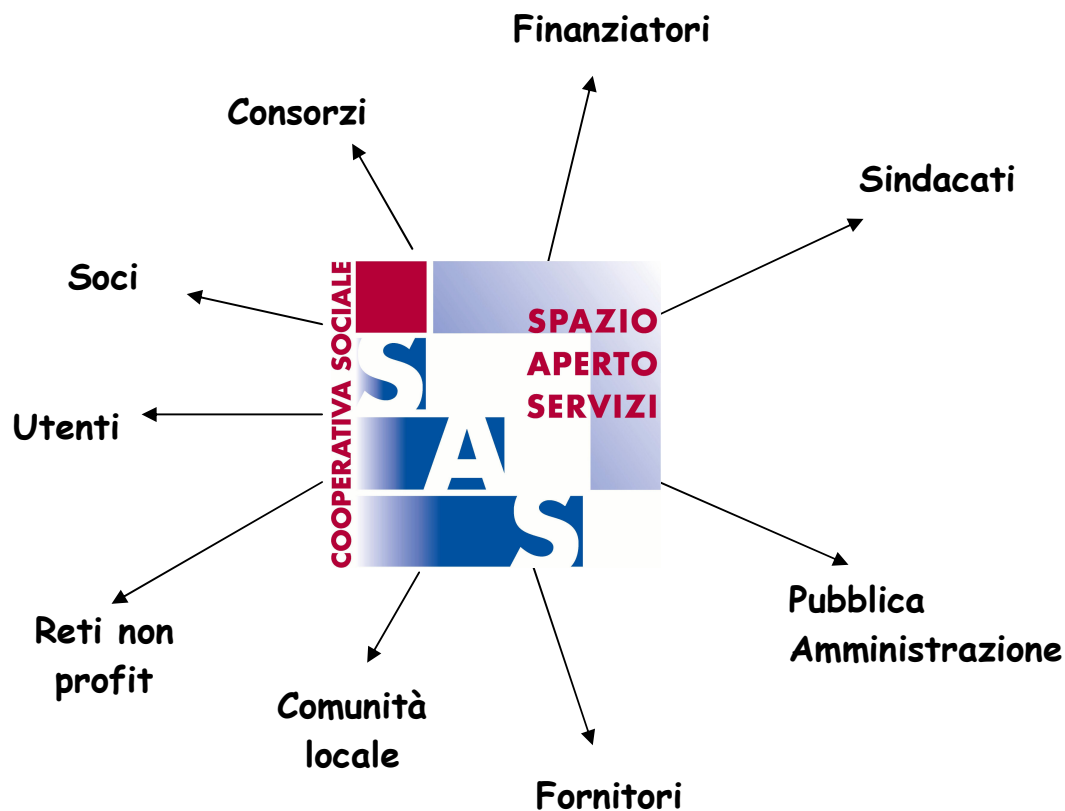 Finanziatori
Consorzi
Sindacati
Soci
COOPERATIVA SOCIALE
SPAZIO
APERTO
SERVIZI
S
A
S
Utenti
Reti non
profit
Pubblica
Amministrazione
Comunità
locale
Fornitori